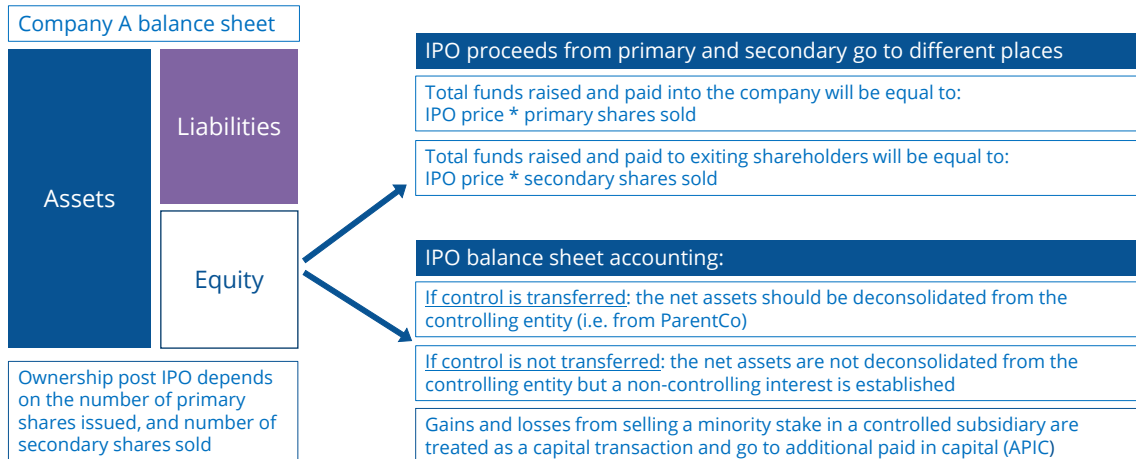 Company A balance sheet
Assets
Liabilities
Equity
Ownership post IPO depends
on the number of primary
shares issued, and number of
secondary shares sold
IPO proceeds from primary and secondary go to different places
Total funds raised and paid into the company will be equal to:
IPO price * primary shares sold
Total funds raised and paid to exiting shareholders will be equal to:
IPO price * secondary shares sold
IPO balance sheet accounting:
If control is transferred: the net assets should be deconsolidated from the
controlling entity (i.e. from ParentCo)
If control is not transferred: the net assets are not deconsolidated from the
controlling entity but a non-controlling interest is established
Gains and losses from selling a minority stake in a controlled subsidiary are
treated as a capital transaction and go to additional paid in capital (APIC)